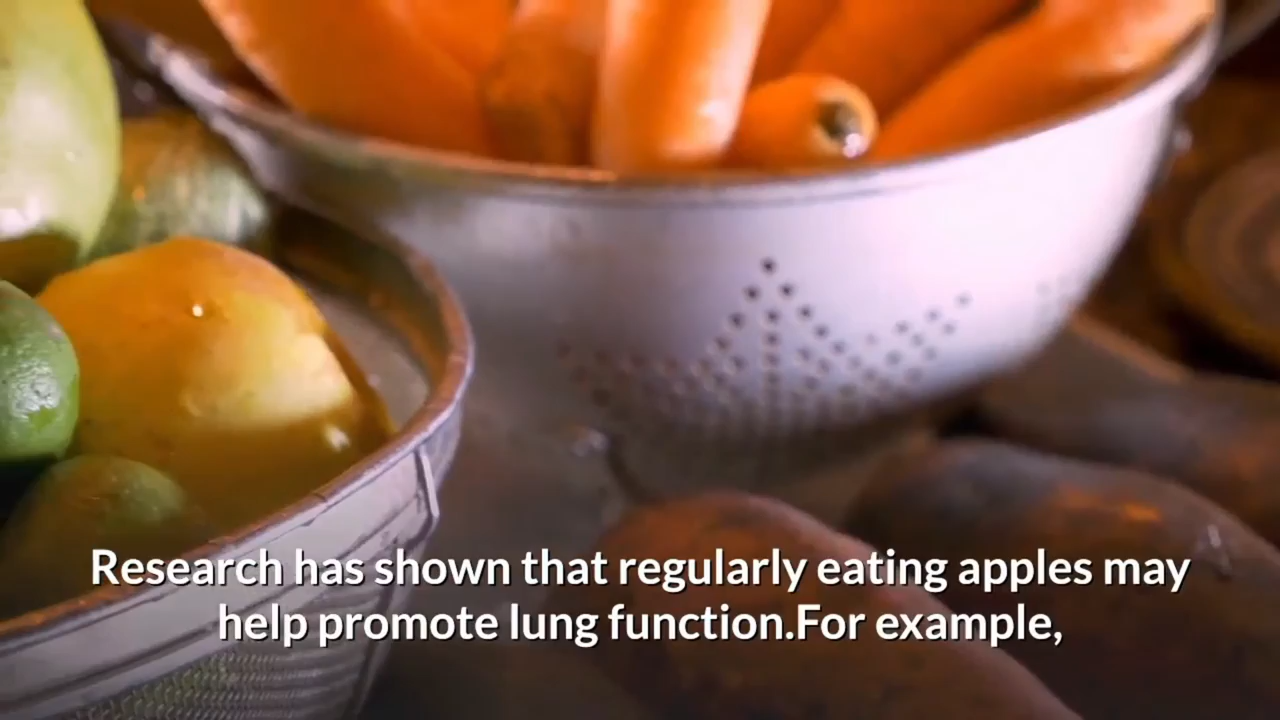 Research has shown that regularly eating apples may
help promote lung function.For example,